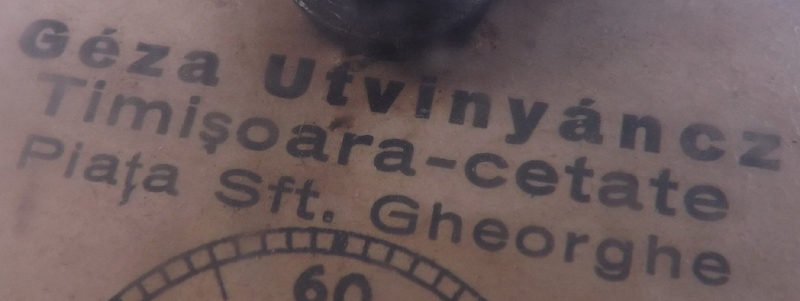 Géza Utvinyáncz
Timişoara-cetate
Piaţa Sft. Gheorghe
60